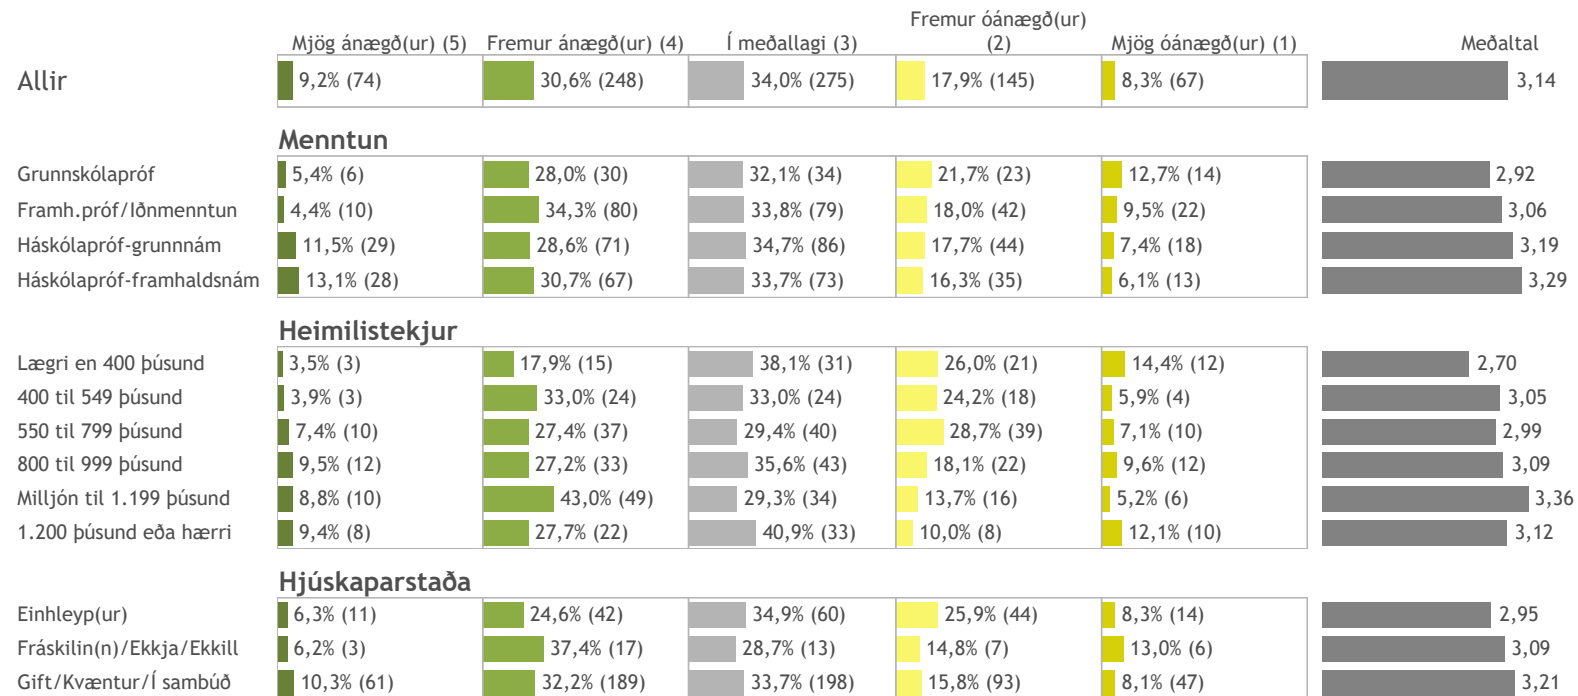 Mjög ánægð(ur) (5) Fremur ánægð(ur) (4) Í meðallagi (3) Fremur óánægð(ur) (2) Mjög óánægð(ur) (1) Meðaltal
Allir 9,2% (74) 30,6% (248) 34,0% (275) 17,9% (145) 8,3% (67) 3,14
Menntun
Grunnskólapróf 5,4% (6) 28,0% (30) 32,1% (34) 21,7% (23) 12,7% (14) 2,92
Framh.próf/Iðnmenntun 4,4% (10) 34,3% (80) 33,8% (79) 18,0% (42) 9,5% (22) 3,06
Háskólapróf-grunnnám 11,5% (29) 28,6% (71) 34,7% (86) 17,7% (44) 7,4% (18) 3,19
Háskólapróf-framhaldsnám 13,1% (28) 30,7% (67) 33,7% (73) 16,3% (35) 6,1% (13) 3,29
Heimilistekjur
Lægri en 400 þúsund 3,5% (3) 17,9% (15) 38,1% (31) 26,0% (21) 14,4% (12) 2,70
400 til 549 þúsund 3,9% (3) 33,0% (24) 33,0% (24) 24,2% (18) 5,9% (4) 3,05
550 til 799 þúsund 7,4% (10) 27,4% (37) 29,4% (40) 28,7% (39) 7,1% (10) 2,99
800 til 999 þúsund 9,5% (12) 27,2% (33) 35,6% (43) 18,1% (22) 9,6% (12) 3,09
Milljón til 1.199 þúsund 8,8% (10) 43,0% (49) 29,3% (34) 13,7% (16) 5,2% (6) 3,36
1.200 þúsund eða hærri 9,4% (8) 27,7% (22) 40,9% (33) 10,0% (8) 12,1% (10) 3,12
Hjúskaparstaða
Einhleyp(ur) 6,3% (11) 24,6% (42) 34,9% (60) 25,9% (44) 8,3% (14) 2,95
Fráskilin(n)/Ekkja/Ekkill 6,2% (3) 37,4% (17) 28,7% (13) 14,8% (7) 13,0% (6) 3,09
Gift/Kvæntur/Í sambúð 10,3% (61) 32,2% (189) 33,7% (198) 15,8% (93) 8,1% (47) 3,21